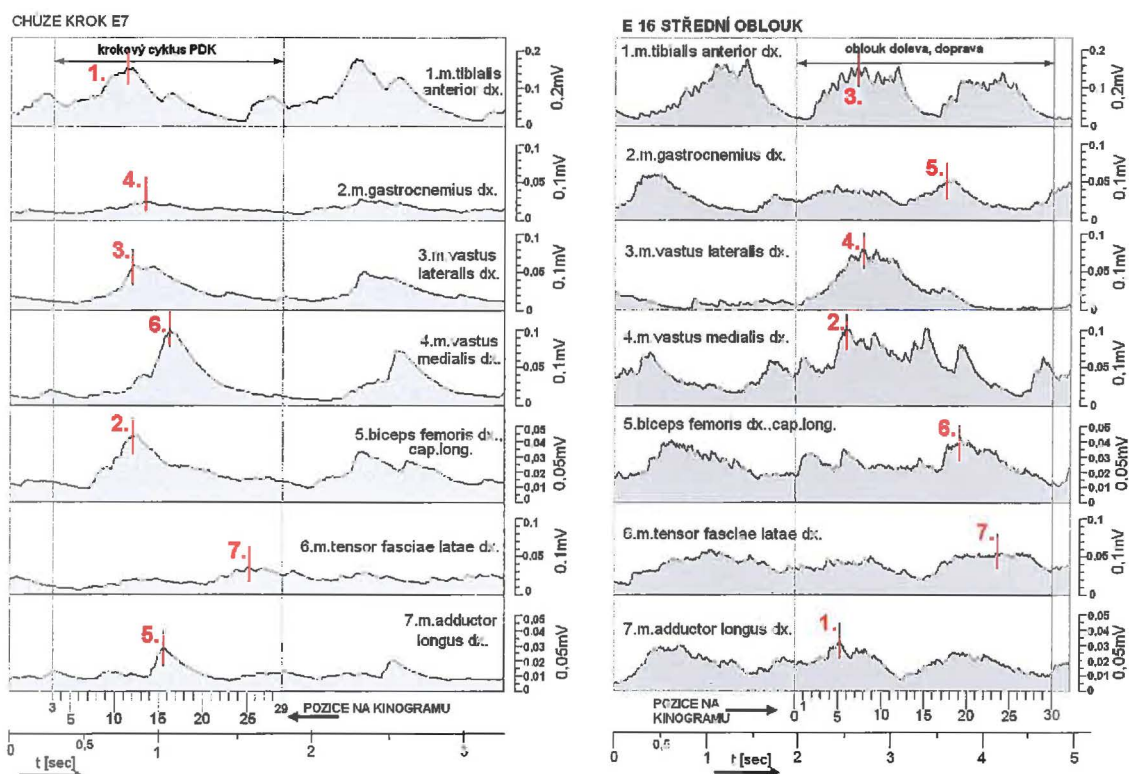 CHŮZE KROK E7
krokový cyklus PDK
1.
1.m.tibialis
anterior dx.
0,2
0,1
0
0,2mV
4.
2.m.gastrocnemius dx.
0,1
0,05
0
0,1mV
3.
3.m.vastus
lateralis dx.
0,1
0,05
0
0,1mV
6.
4.m.vastus
medialis dx.
0,1
0,05
0
0,1mV
2.
5.biceps femoris dx.,
cap.long.
0,05
0,04
0,03
0,02
0,01
0
0,05mV
7.
6.m.tensor fasciae latae dx.
0,1
0,05
0
0,1mV
5.
7.m.adductor
longus dx.
0,05
0,04
0,03
0,02
0,01
0
0,05mV
3 5 10 15 20 26 29
POZICE NA KINOGRAMU
0 0,5 1 2 3
t [sec]
E 16 STŘEDNÍ OBLOUK
1.m.tibialis anterior dx.
oblouk doleva, doprava
3.
0,2
0,1
0
0,2mV
2.m.gastrocnemius dx.
5.
0,1
0,05
0
0,1mV
3.m.vastus lateralis dx.
4.
0,1
0,05
0
0,1mV
4.m.vastus medialis dx.
2.
0,1
0,05
0
0,1mV
5.biceps femoris dx.,cap.long.
6.
0,05
0,04
0,03
0,02
0,01
0
0,05mV
6.m.tensor fasciae latae dx.
7.
0,1
0,05
0
0,1mV
7.m.adductor longus dx.
1.
0,05
0,04
0,03
0,02
0,01
0
0,05mV
POZICE NA
KINOGRAMU
0 1 5 10 15 20 25 30
0 0,5 1 2 3 4 5
t [sec]